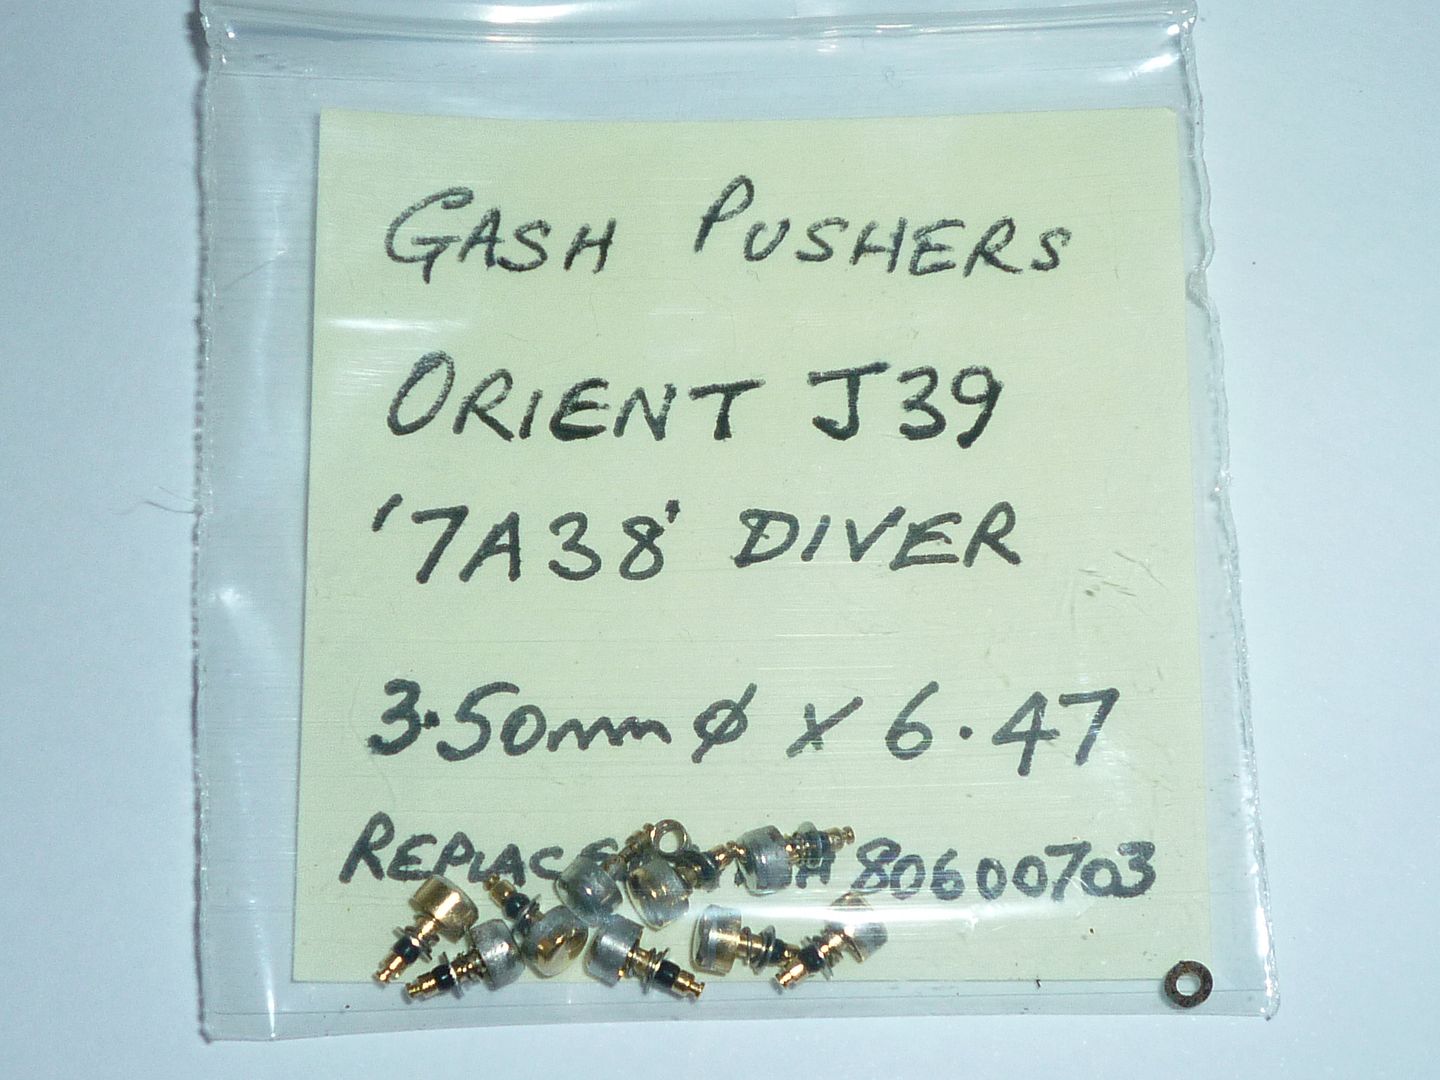 GASH PUSHERS
ORIENT J39
'7A38' DIVER
3.50mm ø x 6.47
80600703